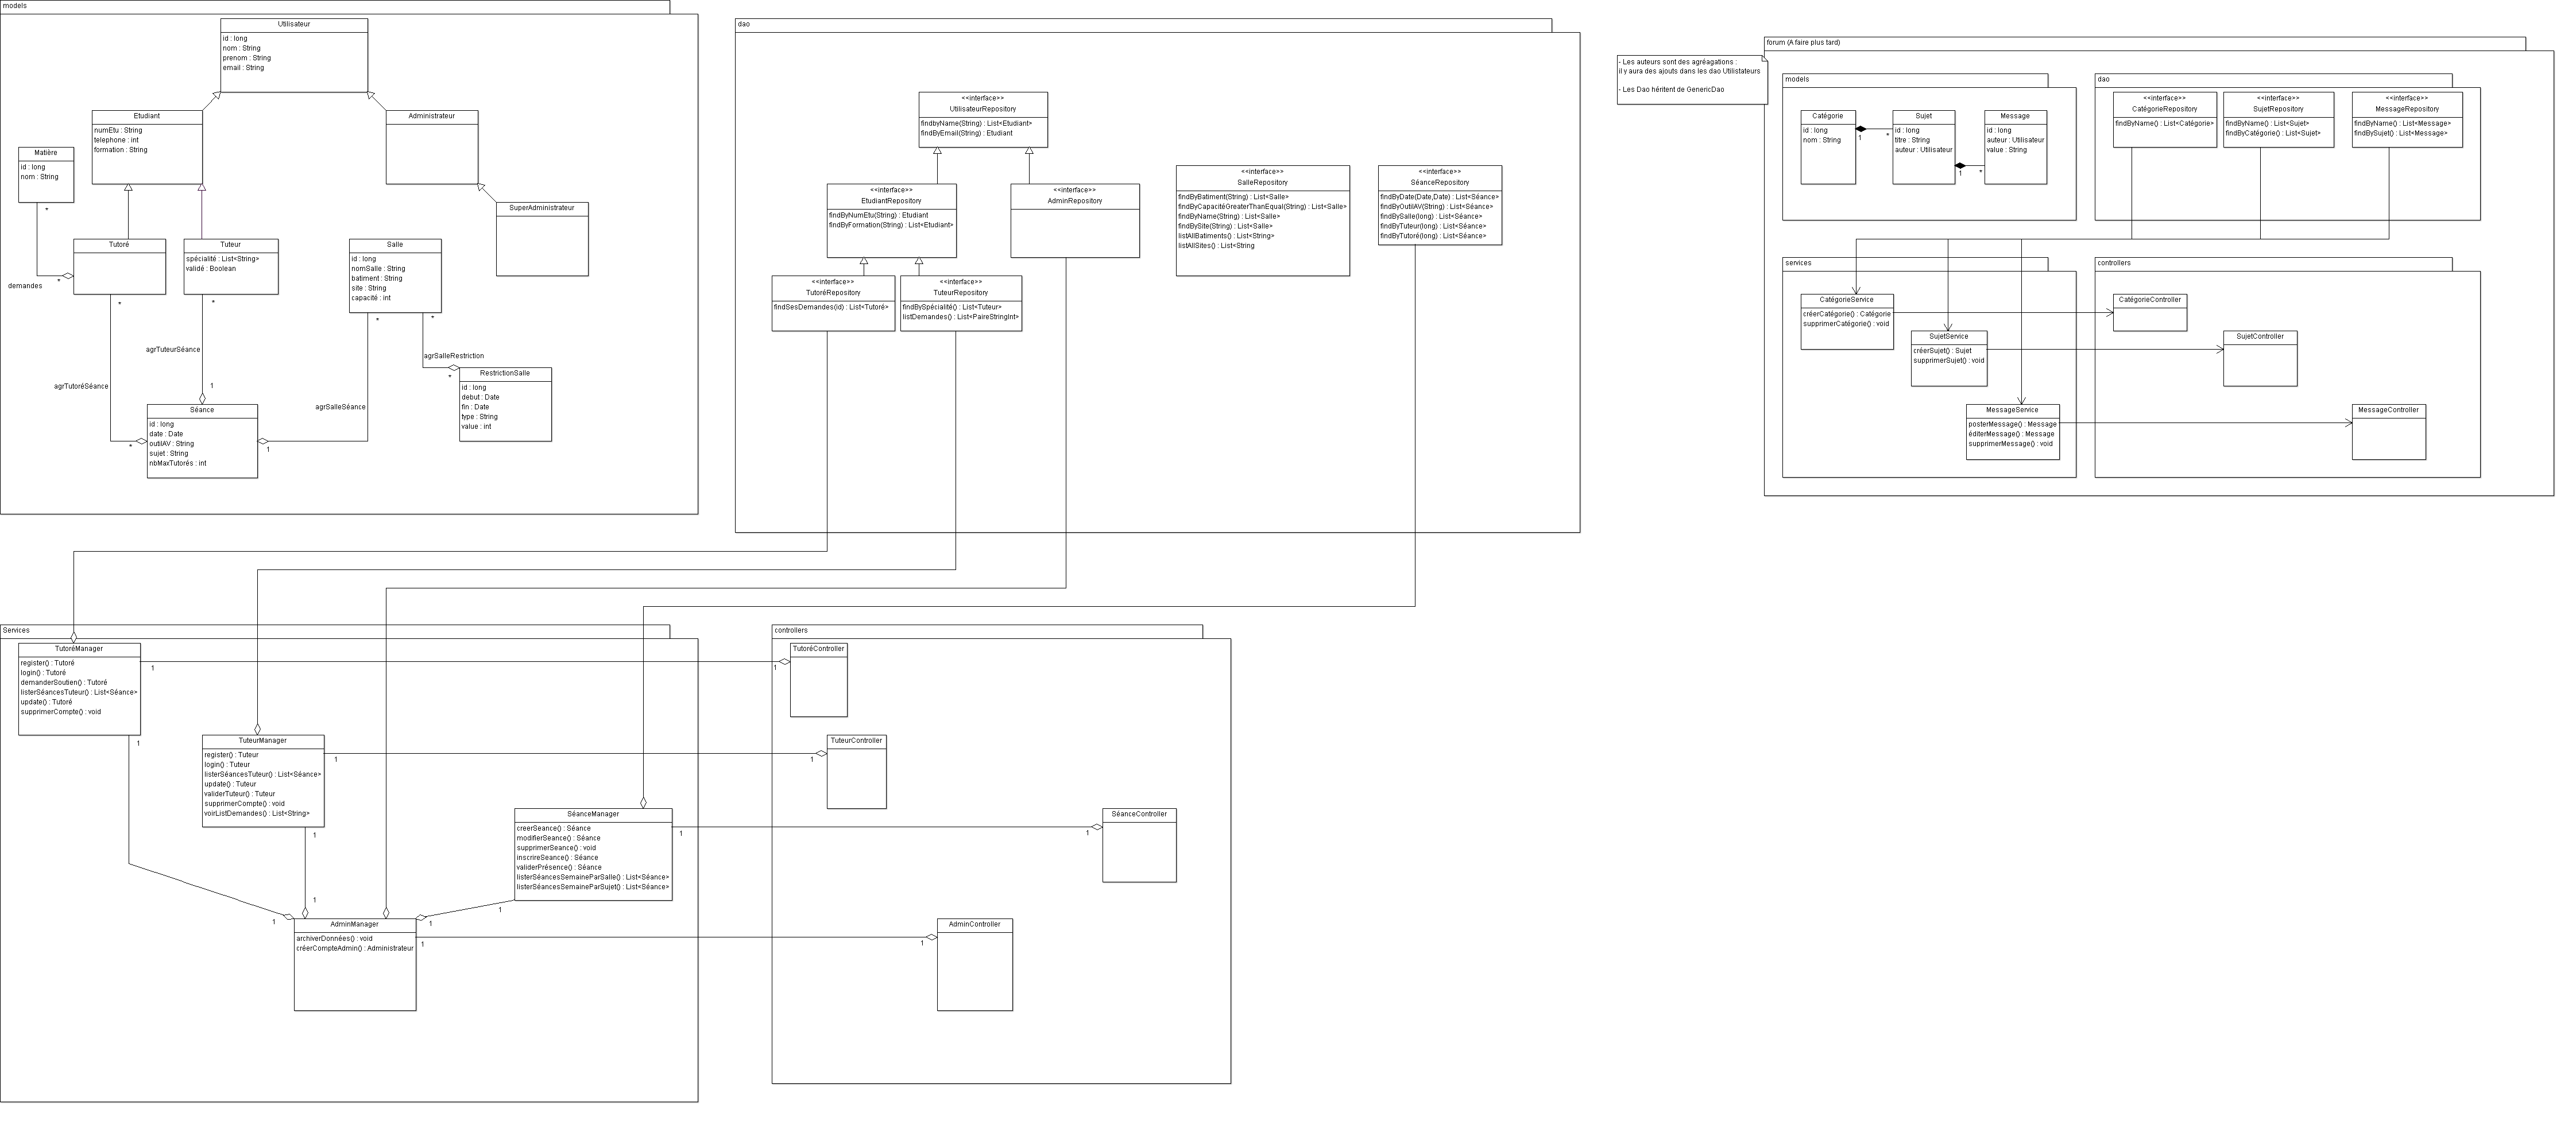 models
Utilisateur
id : long
nom : String
prenom : String
email : String
Etudiant
numEtu : String
telephone : int
formation : String
Administrateur
Matière
id : long
nom : String
*
SuperAdministrateur
Tutoré
Tuteur
spécialité : List<String>
validé : Boolean
Salle
id : long
nomSalle : String
batiment : String
site : String
capacité : int
demandes
*
*
*
*
*
agrTuteurSéance
agrSalleRestriction
*
RestrictionSalle
id : long
debut : Date
fin : Date
type : String
value : int
agrTutoréSéance
1
agrSalleSéance
Séance
id : long
date : Date
outilAV : String
sujet : String
nbMaxTutorés : int
*
1
dao
<<interface>>
UtilisateurRepository
findbyName(String) : List<Etudiant>
findByEmail(String) : Etudiant
<<interface>>
EtudiantRepository
findByNumEtu(String) : Etudiant
findByFormation(String) : List<Etudiant>
<<interface>>
AdminRepository
<<interface>>
SalleRepository
findByBatiment(String) : List<Salle>
findByCapacitéGreaterThanEqual(String) : List<Salle>
findByName(String) : List<Salle>
findBySite(String) : List<Salle>
listAllBatiments() : List<String>
listAllSites() : List<String
<<interface>>
SéanceRepository
findByDate(Date,Date) : List<Séance>
findByOutilAV(String) : List<Séance>
findBySalle(long) : List<Séance>
findByTuteur(long) : List<Séance>
findByTutoré(long) : List<Séance>
<<interface>>
TutoréRepository
findSesDemandes(id) : List<Tutoré>
<<interface>>
TuteurRepository
findBySpécialité() : List<Tuteur>
listDemandes() : List<PaireStringInt>
- Les auteurs sont des agréagations :
il y aura des ajouts dans les dao Utilistateurs
- Les Dao héritent de GenericDao
forum (A faire plus tard)
models
Catégorie
id : long
nom : String
1
*
Sujet
id : long
titre : String
auteur : Utilisateur
1
*
Message
id : long
auteur : Utilisateur
value : String
dao
<<interface>>
CatégorieRepository
findByName() : List<Catégorie>
<<interface>>
SujetRepository
findByName() : List<Sujet>
findByCatégorie() : List<Sujet>
<<interface>>
MessageRepository
findByName() : List<Message>
findBySujet() : List<Message>
services
CatégorieService
créerCatégorie() : Catégorie
supprimerCatégorie() : void
SujetService
créerSujet() : Sujet
supprimerSujet() : void
MessageService
posterMessage() : Message
éditerMessage() : Message
supprimerMessage() : void
controllers
CatégorieController
SujetController
MessageController
Services
TutoréManager
register() : Tutoré
login() : Tutoré
demanderSoutien() : Tutoré
listerSéancesTuteur() : List<Séance>
update() : Tutoré
supprimerCompte() : void
1
1
TuteurManager
register() : Tuteur
login() : Tuteur
listerSéancesTuteur() : List<Séance>
update() : Tuteur
validerTuteur() : Tuteur
supprimerCompte() : void
voirListDemandes() : List<String>
1
1
SéanceManager
creerSeance() : Séance
modifierSeance() : Séance
supprimerSeance() : void
inscrireSeance() : Séance
validerPrésence() : Séance
listerSéancesSemaineParSalle() : List<Séance>
listerSéancesSemaineParSujet() : List<Séance>
1
1
1
1
1
AdminManager
archiverDonnées() : void
créerCompteAdmin() : Administrateur
1
controllers
TutoréController
1
TuteurController
1
SéanceController
1
AdminController
1